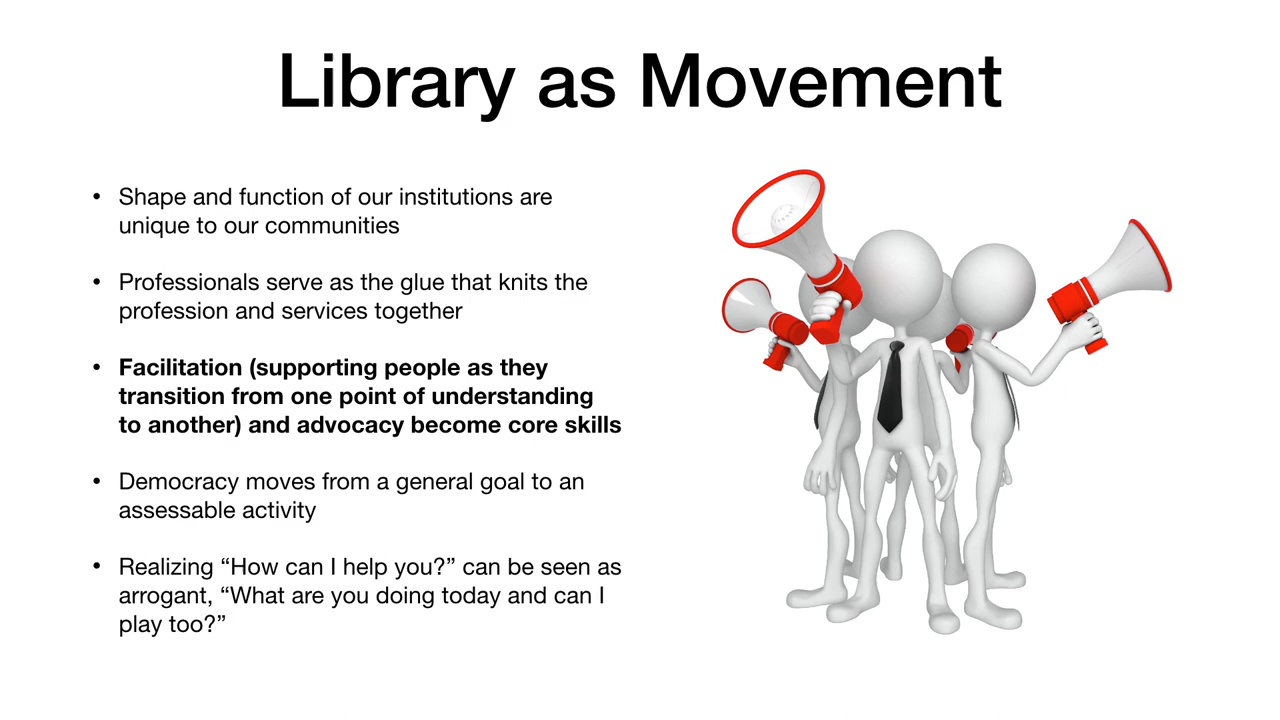 Library as Movement
• Shape and function of our institutions are
unique to our communities
• Professionals serve as the glue that knits the
profession and services together
• Facilitation (supporting people as they
transition from one point of understanding
to another) and advocacy become core skills
• Democracy moves from a general goal to an
assessable activity
• Realizing “How can I help you?” can be seen as
arrogant, “What are you doing today and can I
play too?”